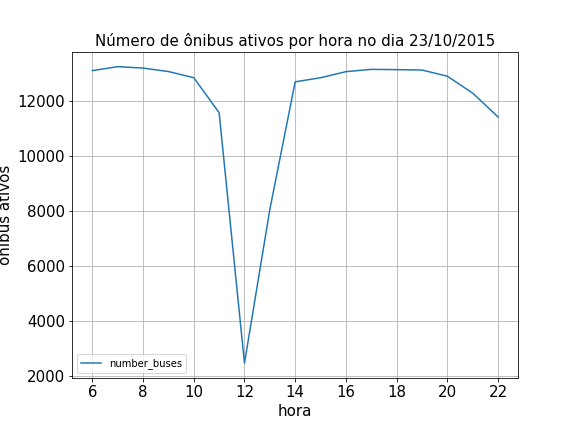 Número de ônibus ativos por hora no dia 23/10/2015
12000
10000
8000
6000
4000
2000
ônibus ativos
number_buses
6 8 10 12 14 16 18 20 22
hora